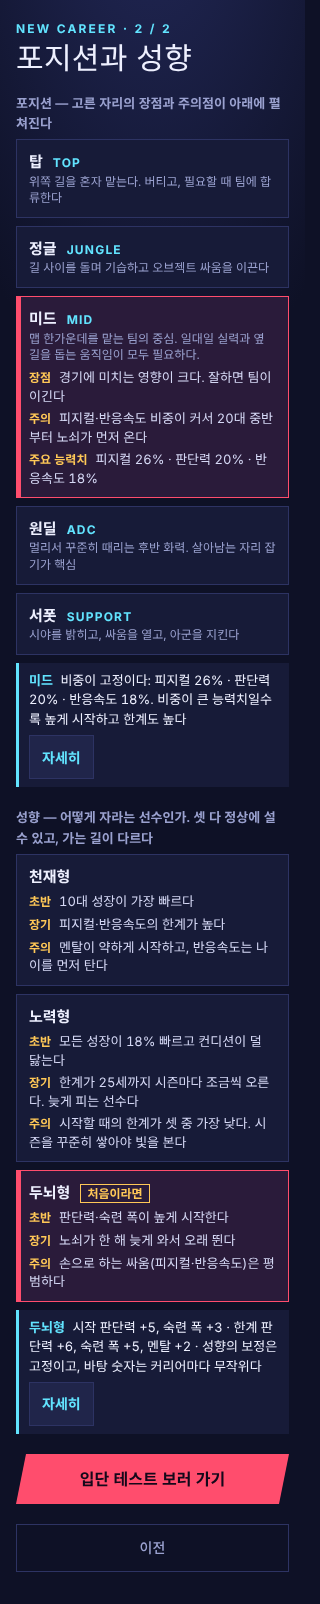 NEW CAREER · 2 / 2
포지션과 성향
포지션 — 고른 자리의 장점과 주의점이 아래에 펼
쳐진다
탑 TOP
위쪽 길을 혼자 맡는다. 버티고, 필요할 때 팀에 합
류한다
정글 JUNGLE
길 사이를 돌며 기습하고 오브젝트 싸움을 이끈다
미드 MID
맵 한가운데를 맡는 팀의 중심. 일대일 실력과 옆
길을 돕는 움직임이 모두 필요하다.
장점 경기에 미치는 영향이 크다. 잘하면 팀이
이긴다
주의 피지컬·반응속도 비중이 커서 20대 중반
부터 노쇠가 먼저 온다
주요 능력치 피지컬 26% · 판단력 20% · 반
응속도 18%
원딜 ADC
멀리서 꾸준히 때리는 후반 화력. 살아남는 자리 잡
기가 핵심
서폿 SUPPORT
시야를 밝히고, 싸움을 열고, 아군을 지킨다
미드 비중이 고정이다: 피지컬 26% · 판단력
20% · 반응속도 18%. 비중이 큰 능력치일수
록 높게 시작하고 한계도 높다
자세히
성향 — 어떻게 자라는 선수인가. 셋 다 정상에 설
수 있고, 가는 길이 다르다
천재형
초반 10대 성장이 가장 빠르다
장기 피지컬·반응속도의 한계가 높다
주의 멘탈이 약하게 시작하고, 반응속도는 나
이를 먼저 탄다
노력형
초반 모든 성장이 18% 빠르고 컨디션이 덜
닳는다
장기 한계가 25세까지 시즌마다 조금씩 오른
다. 늦게 피는 선수다
주의 시작할 때의 한계가 셋 중 가장 낮다. 시
즌을 꾸준히 쌓아야 빛을 본다
두뇌형 처음이라면
초반 판단력·숙련 폭이 높게 시작한다
장기 노쇠가 한 해 늦게 와서 오래 뛴다
주의 손으로 하는 싸움(피지컬·반응속도)은 평
범하다
두뇌형 시작 판단력 +5, 숙련 폭 +3 · 한계 판
단력 +6, 숙련 폭 +5, 멘탈 +2 · 성향의 보정은
고정이고, 바탕 숫자는 커리어마다 무작위다
자세히
입단 테스트 보러 가기
이전